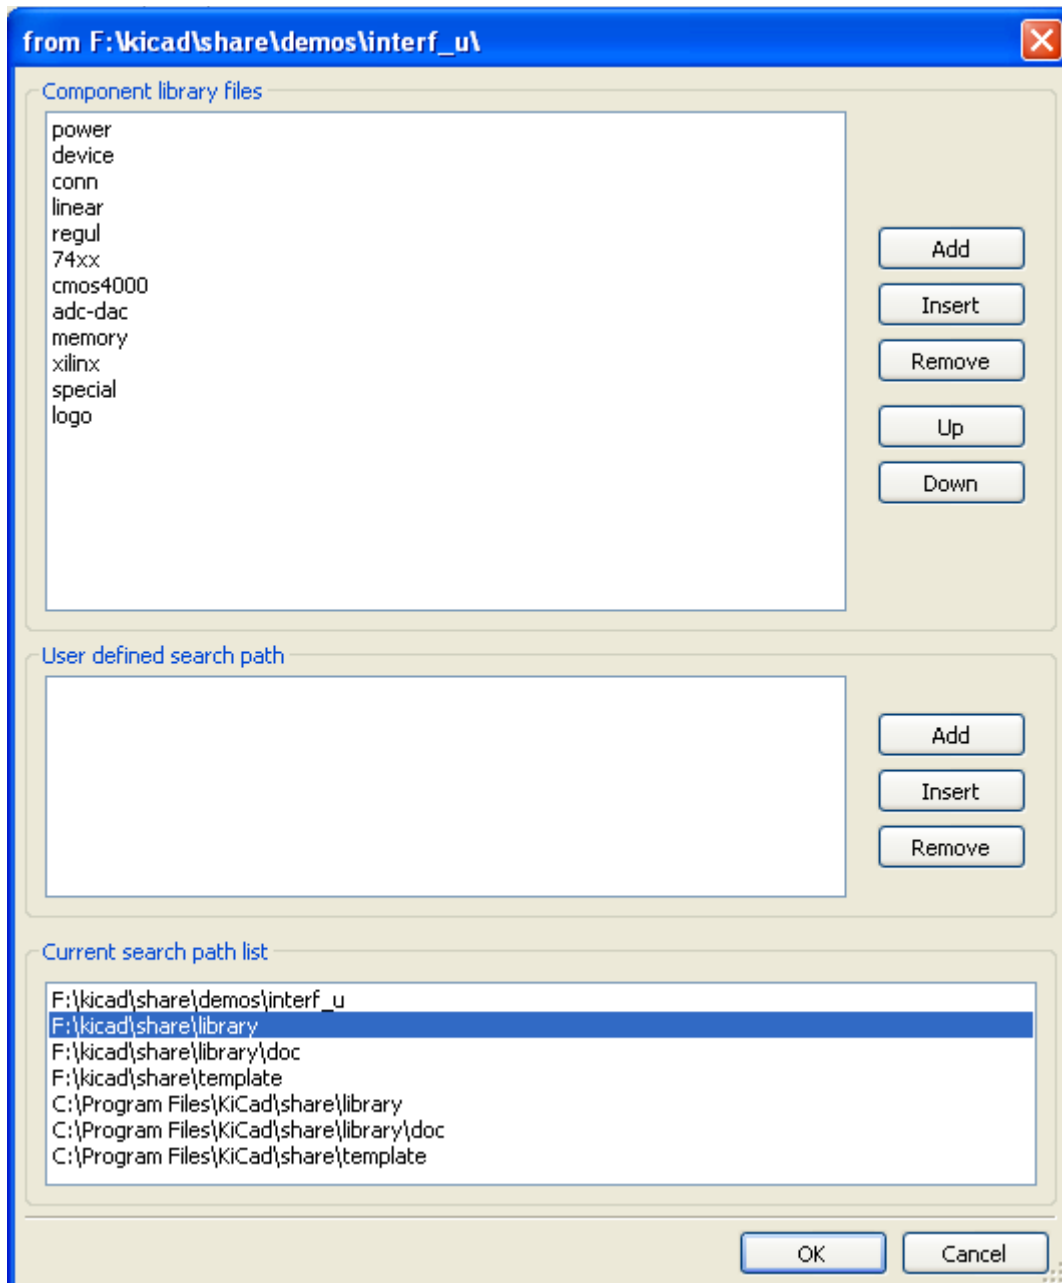 from F:\kicad\share\demos\interf_u\
Component library files
power
device
conn
linear
regul
74xx
cmos4000
adc-dac
memory
xilinx
special
logo
Add
Insert
Remove
Up
Down
User defined search path
Add
Insert
Remove
Current search path list
F:\kicad\share\demos\interf_u
F:\kicad\share\library
F:\kicad\share\library\doc
F:\kicad\share\template
C:\Program Files\KiCad\share\library
C:\Program Files\KiCad\share\library\doc
C:\Program Files\KiCad\share\template
OK
Cancel